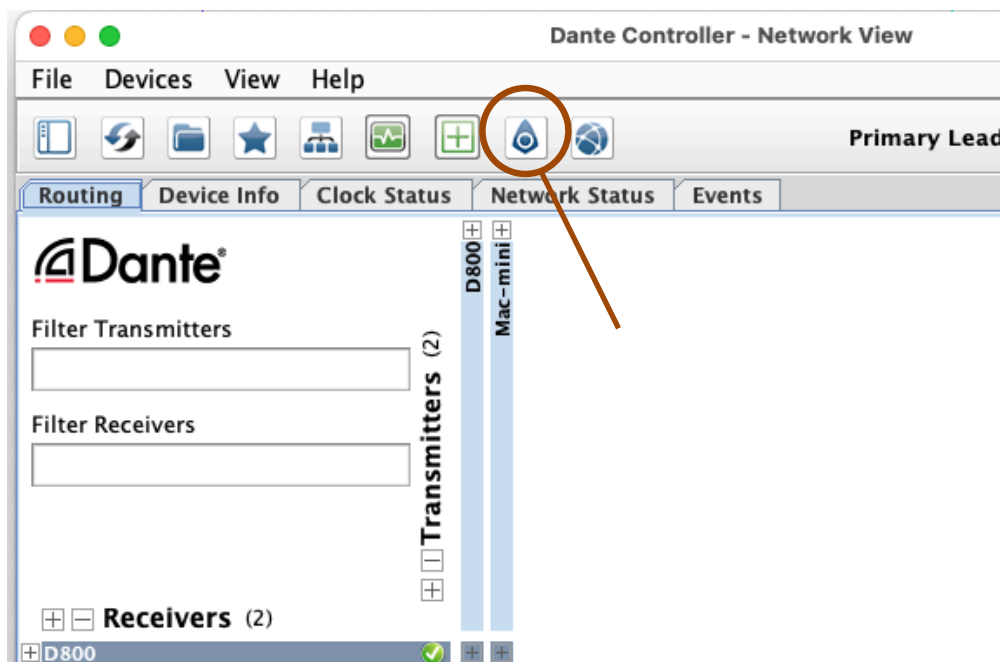 Dante Controller - Network View
File Devices View Help
Primary Lead
Routing Device Info Clock Status Network Status Events
Dante®
Filter Transmitters
Filter Receivers
Transmitters (2)
D800
Mac-mini
Receivers (2)
D800